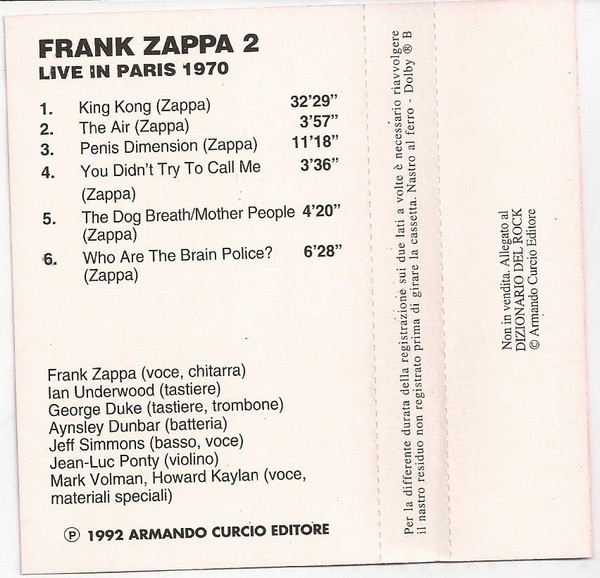 FRANK ZAPPA 2
LIVE IN PARIS 1970
1. King Kong (Zappa) 32'29"
2. The Air (Zappa) 3'57"
3. Penis Dimension (Zappa) 11'18"
4. You Didn't Try To Call Me 3'36"
(Zappa)
5. The Dog Breath/Mother People 4'20"
(Zappa)
6. Who Are The Brain Police? 6'28"
(Zappa)
Frank Zappa (voce, chitarra)
Ian Underwood (tastiere)
George Duke (tastiere, trombone)
Aynsley Dunbar (batteria)
Jeff Simmons (basso, voce)
Jean-Luc Ponty (violino)
Mark Volman, Howard Kaylan (voce,
materiali speciali)
℗ 1992 ARMANDO CURCIO EDITORE
Per la differente durata della registrazione sui due lati a volte è necessario riavvolgere
il nastro residuo non registrato prima di girare la cassetta. Nastro al ferro - Dolby ® B
Non in vendita. Allegato al
DIZIONARIO DEL ROCK
© Armando Curcio Editore